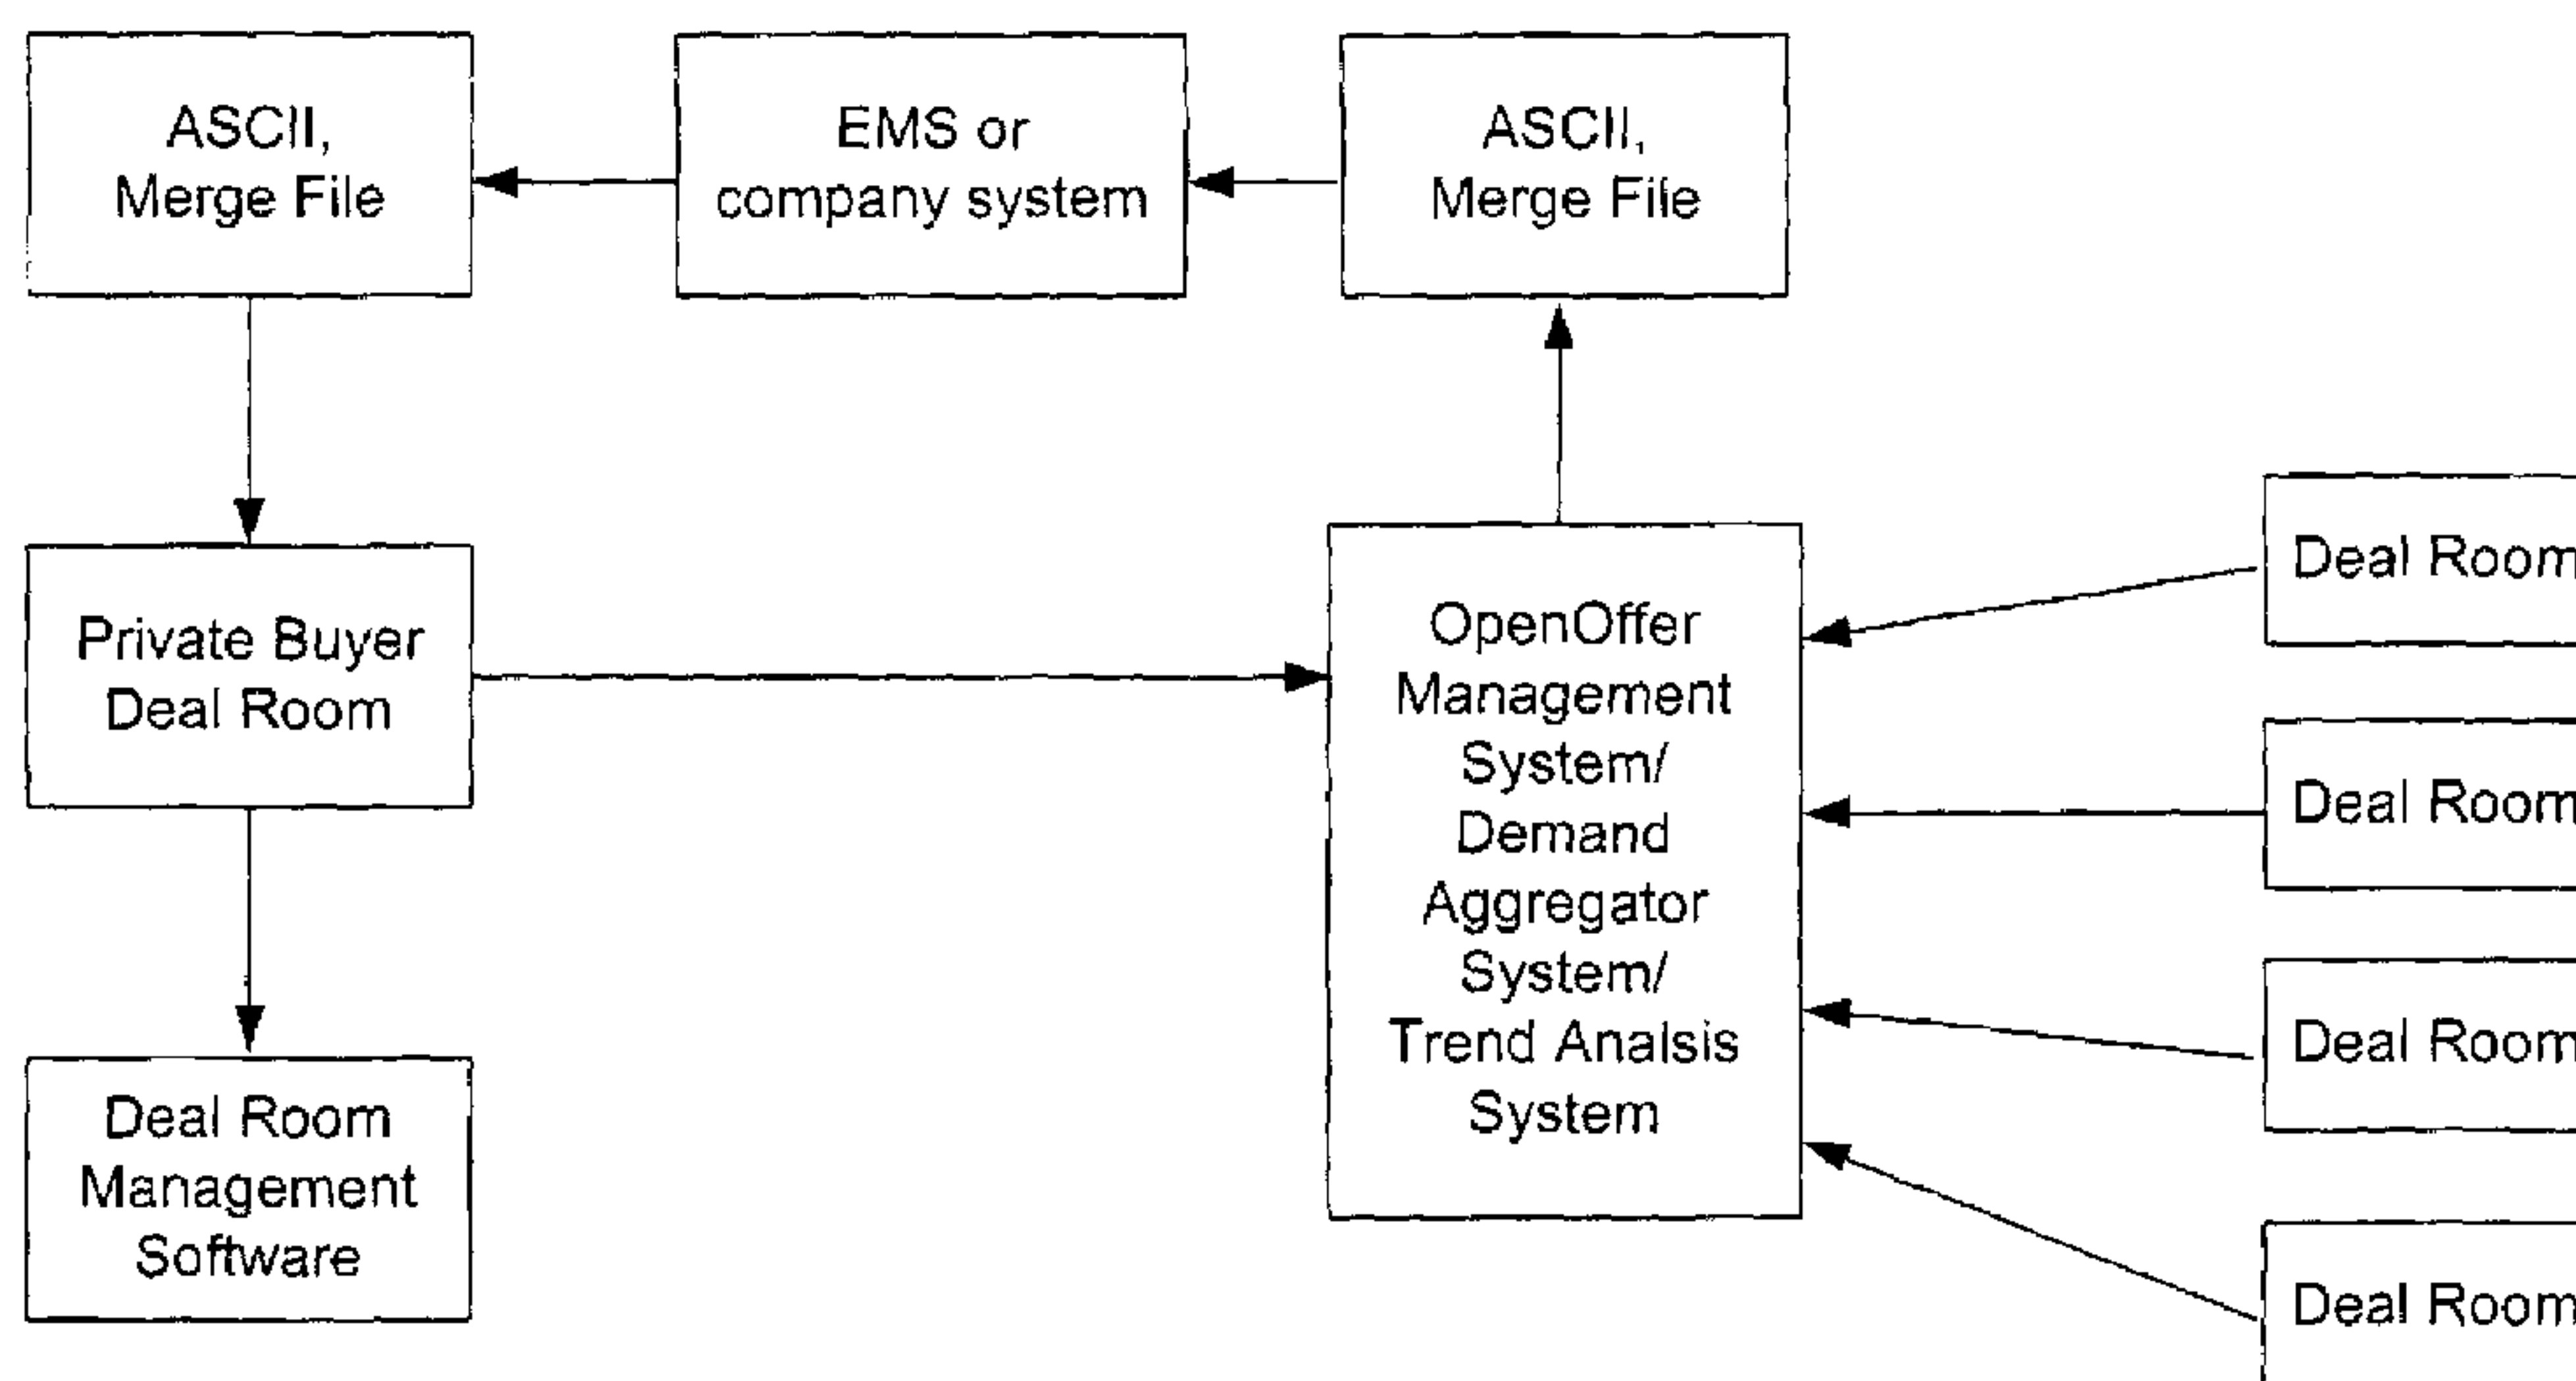 ASCII,
Merge File
EMS or
company system
ASCII,
Merge File
Private Buyer
Deal Room
OpenOffer
Management
System/
Demand
Aggregator
System/
Trend Analsis
System
Deal Room
Management
Software
Deal Room
Deal Room
Deal Room
Deal Room